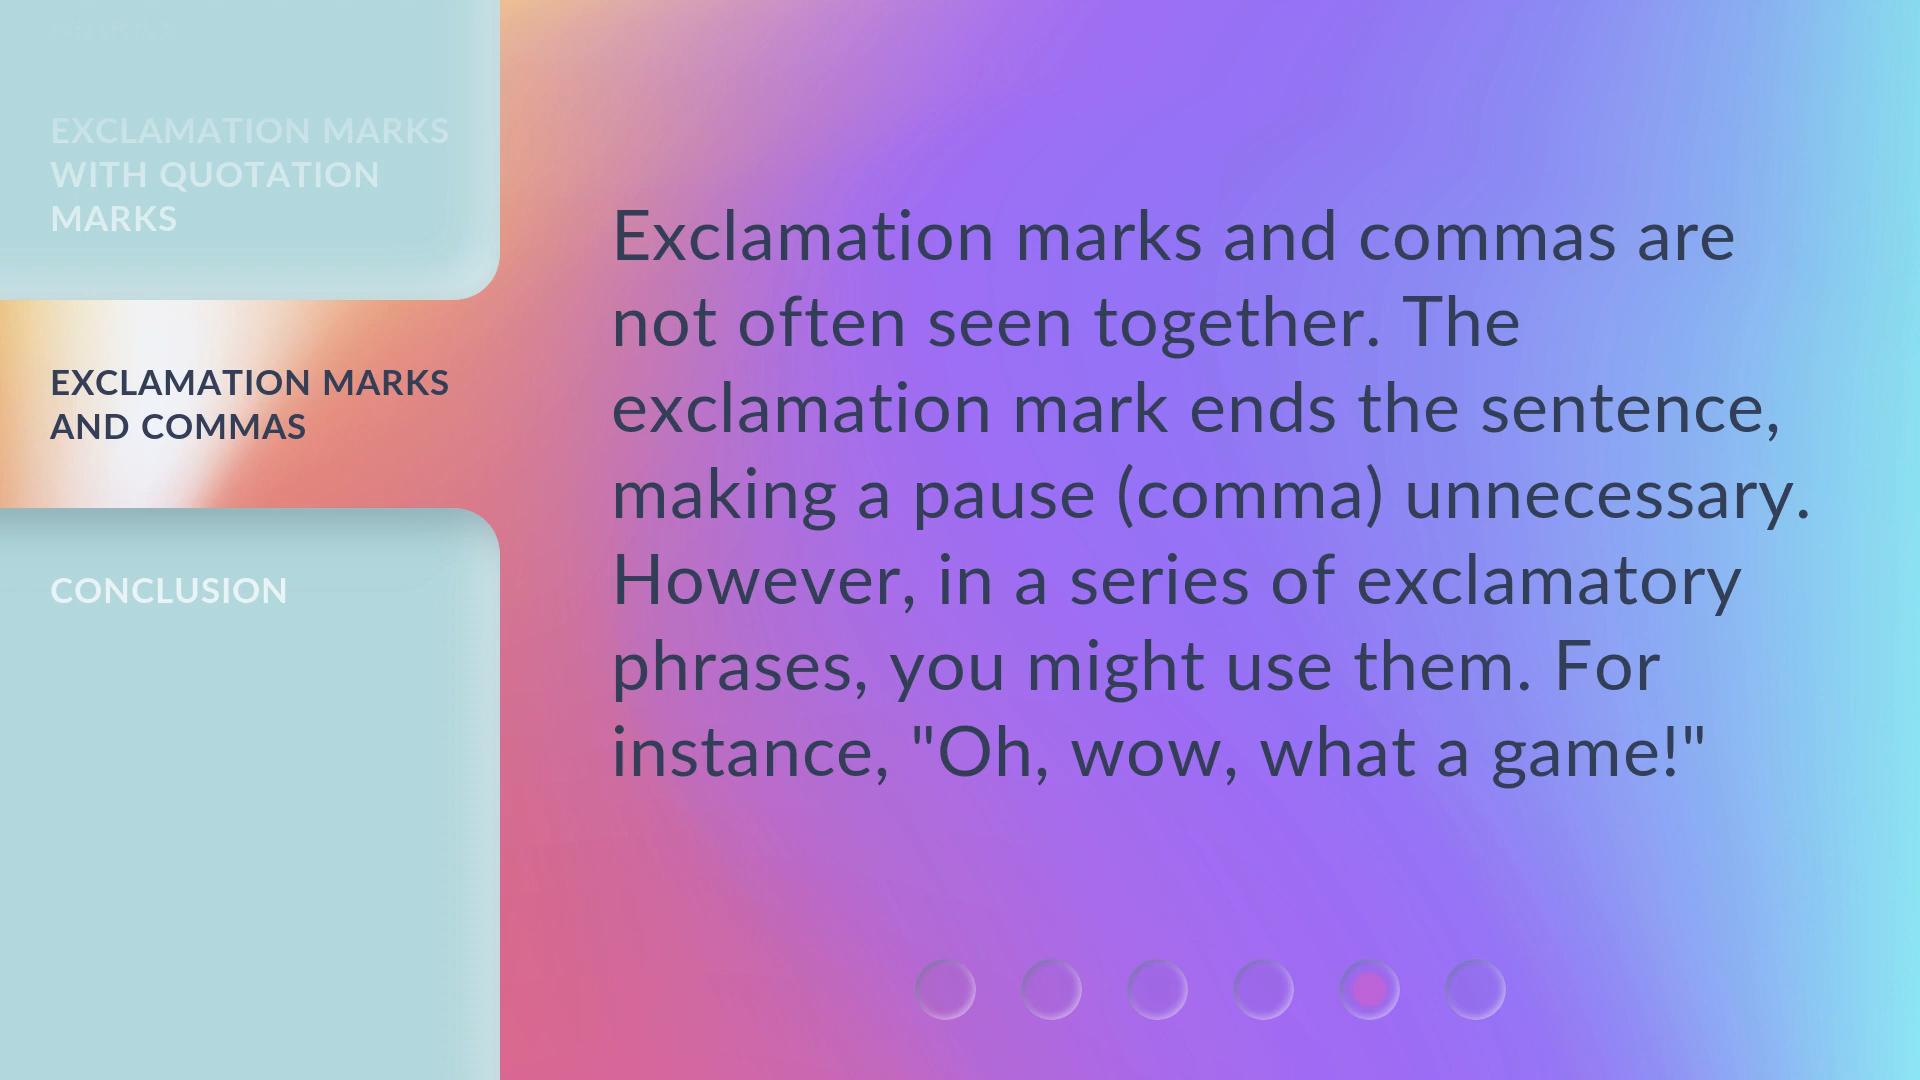 EXCLAMATION MARKS
WITH QUOTATION
MARKS
EXCLAMATION MARKS
AND COMMAS
CONCLUSION
Exclamation marks and commas are
not often seen together. The
exclamation mark ends the sentence,
making a pause (comma) unnecessary.
However, in a series of exclamatory
phrases, you might use them. For
instance, "Oh, wow, what a game!"